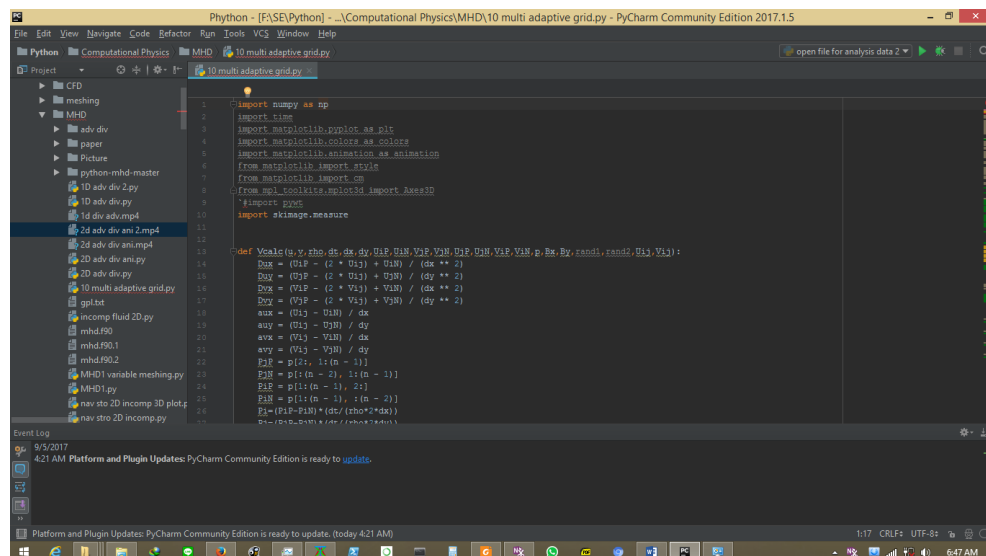 Phython - [F:\SE\Python] - ...\Computational Physics\MHD\10 multi adaptive grid.py - PyCharm Community Edition 2017.1.5
File Edit View Navigate Code Refactor Run Tools VCS Window Help
Python Computational Physics MHD 10 multi adaptive grid.py open file for analysis data 2
Project 10 multi adaptive grid.py
CFD
meshing
MHD
adv div
paper
Picture
python-mhd-master
1D adv div 2.py
1D adv div.py
1d div adv.mp4
2d adv div ani 2.mp4
2d adv div ani.mp4
2D adv div ani.py
2D adv div.py
10 multi adaptive grid.py
gpl.txt
incomp fluid 2D.py
mhd.f90
mhd.f90.1
mhd.f90.2
MHD1 variable meshing.py
MHD1.py
nav sto 2D incomp 3D plot.p
nav stro 2D incomp.py
1 import numpy as np
2 import time
3 import matplotlib.pyplot as plt
4 import matplotlib.colors as colors
5 import matplotlib.animation as animation
6 from matplotlib import style
7 from matplotlib import cm
8 from mpl_toolkits.mplot3d import Axes3D
9 `#import pywt
10 import skimage.measure
11
12
13 def Vcalc(u,v,rho,dt,dx,dy,UiP,UiN,VjP,VjN,UjP,UjN,ViP,ViN,p,Bx,By,rand1,rand2,Uij,Vij):
14 Dux = (UiP - (2 * Uij) + UiN) / (dx ** 2)
15 Duy = (UjP - (2 * Uij) + UjN) / (dy ** 2)
16 Dvx = (ViP - (2 * Vij) + ViN) / (dx ** 2)
17 Dvy = (VjP - (2 * Vij) + VjN) / (dy ** 2)
18 aux = (Uij - UiN) / dx
19 auy = (Uij - UjN) / dy
20 avx = (Vij - ViN) / dx
21 avy = (Vij - VjN) / dy
22 PjP = p[2:, 1:(n - 1)]
23 PjN = p[:(n - 2), 1:(n - 1)]
24 PiP = p[1:(n - 1), 2:]
25 PiN = p[1:(n - 1), :(n - 2)]
26 Pi=(PiP-PiN)*(dt/(rho*2*dx))
Event Log
9/5/2017
4:21 AM Platform and Plugin Updates: PyCharm Community Edition is ready to update.
Platform and Plugin Updates: PyCharm Community Edition is ready to update. (today 4:21 AM) 1:17 CRLF÷ UTF-8÷
6:47 AM